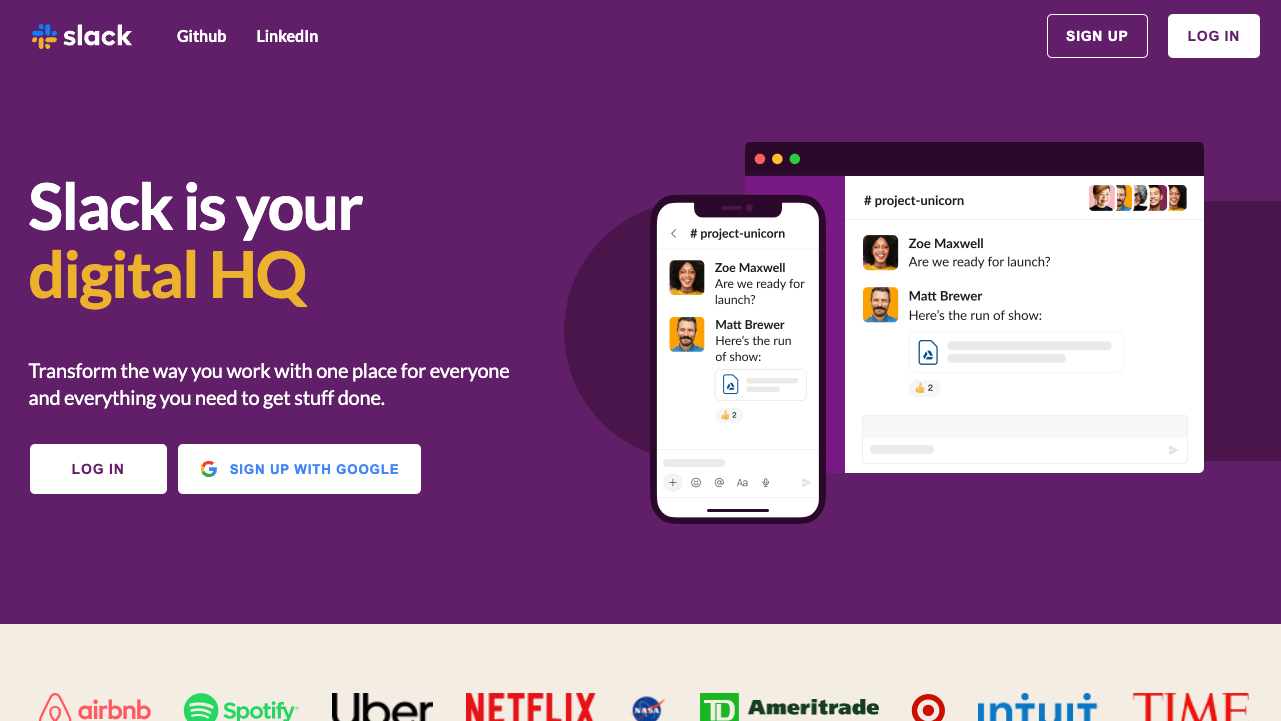 slack
Github
LinkedIn
SIGN UP
LOG IN
Slack is your
digital HQ
Transform the way you work with one place for everyone
and everything you need to get stuff done.
LOG IN
SIGN UP WITH GOOGLE
# project-unicorn
Zoe Maxwell
Are we ready for
launch?
Matt Brewer
Here's the run
of show:
2
@
Aa
# project-unicorn
Zoe Maxwell
Are we ready for launch?
Matt Brewer
Here's the run of show:
2
airbnb
Spotify
Uber
NETFLIX
NASA
TD
Ameritrade
intuit
TIME